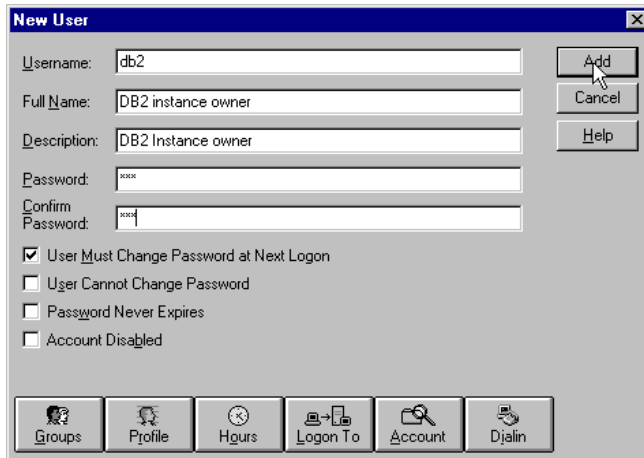 New User
Username: db2
Add
Full Name: DB2 instance owner
Cancel
Description: DB2 Instance owner
Help
Password: ***
Confirm
Password: ***
User Must Change Password at Next Logon
User Cannot Change Password
Password Never Expires
Account Disabled
Groups Profile Hours Logon To Account Dialin